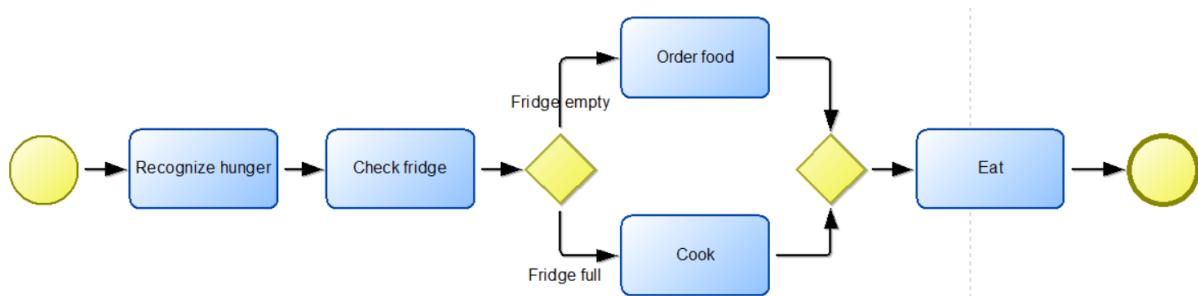 Recognize hunger
Check fridge
Fridge empty
Order food
Fridge full
Cook
Eat